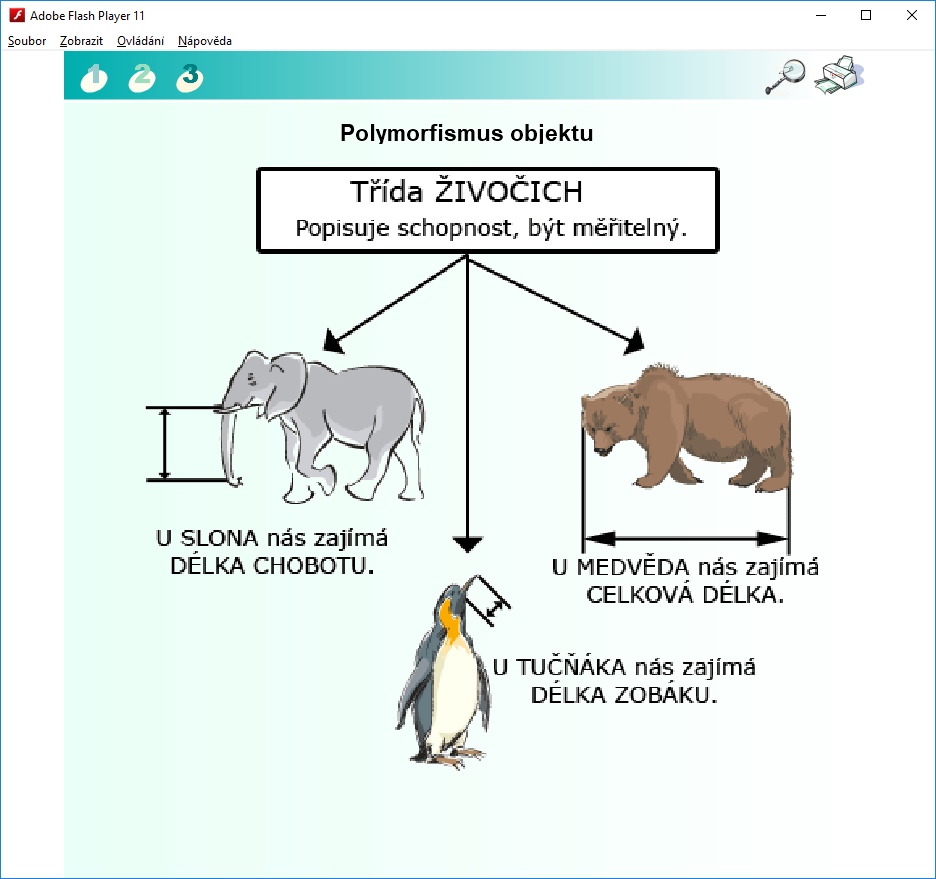 Adobe Flash Player 11
Soubor Zobrazit Ovládání Nápověda
1 2 3
Polymorfismus objektu
Třída ŽIVOČICH
Popisuje schopnost, být měřitelný.
U SLONA nás zajímá
DÉLKA CHOBOTU.
U MEDVĚDA nás zajímá
CELKOVÁ DÉLKA.
U TUČŇÁKA nás zajímá
DÉLKA ZOBÁKU.